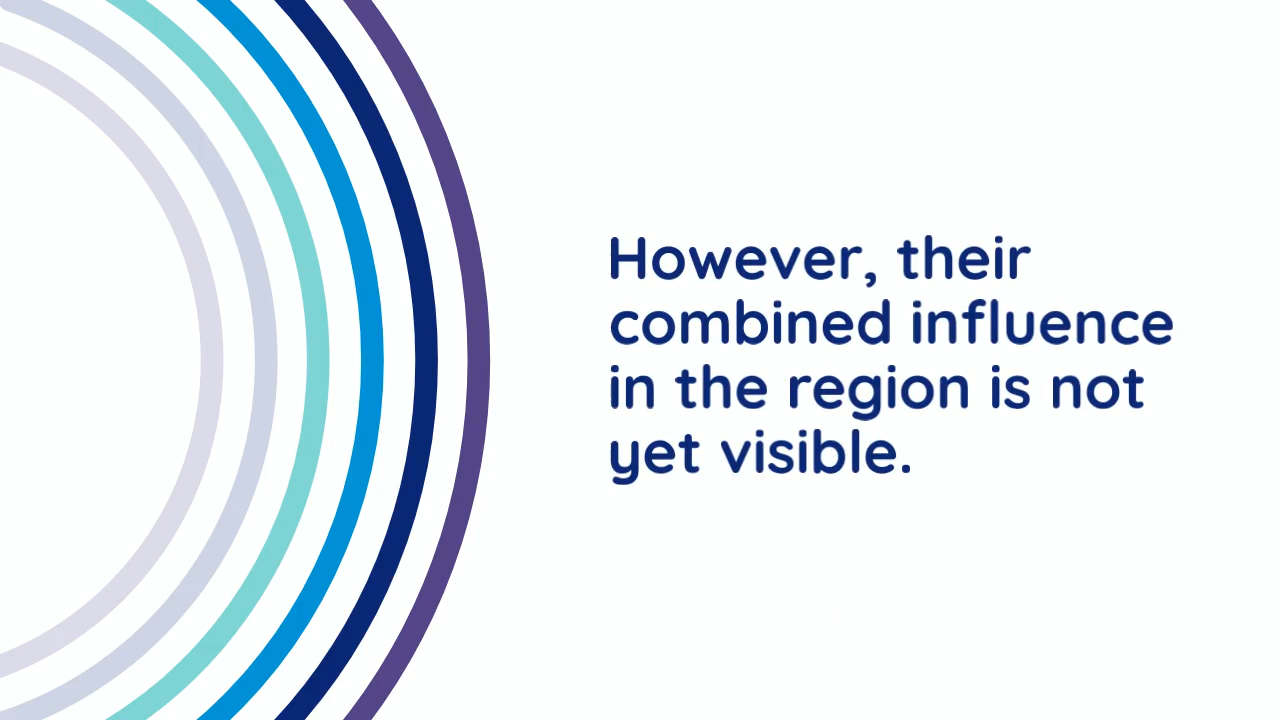 However, their
combined influence
in the region is not
yet visible.